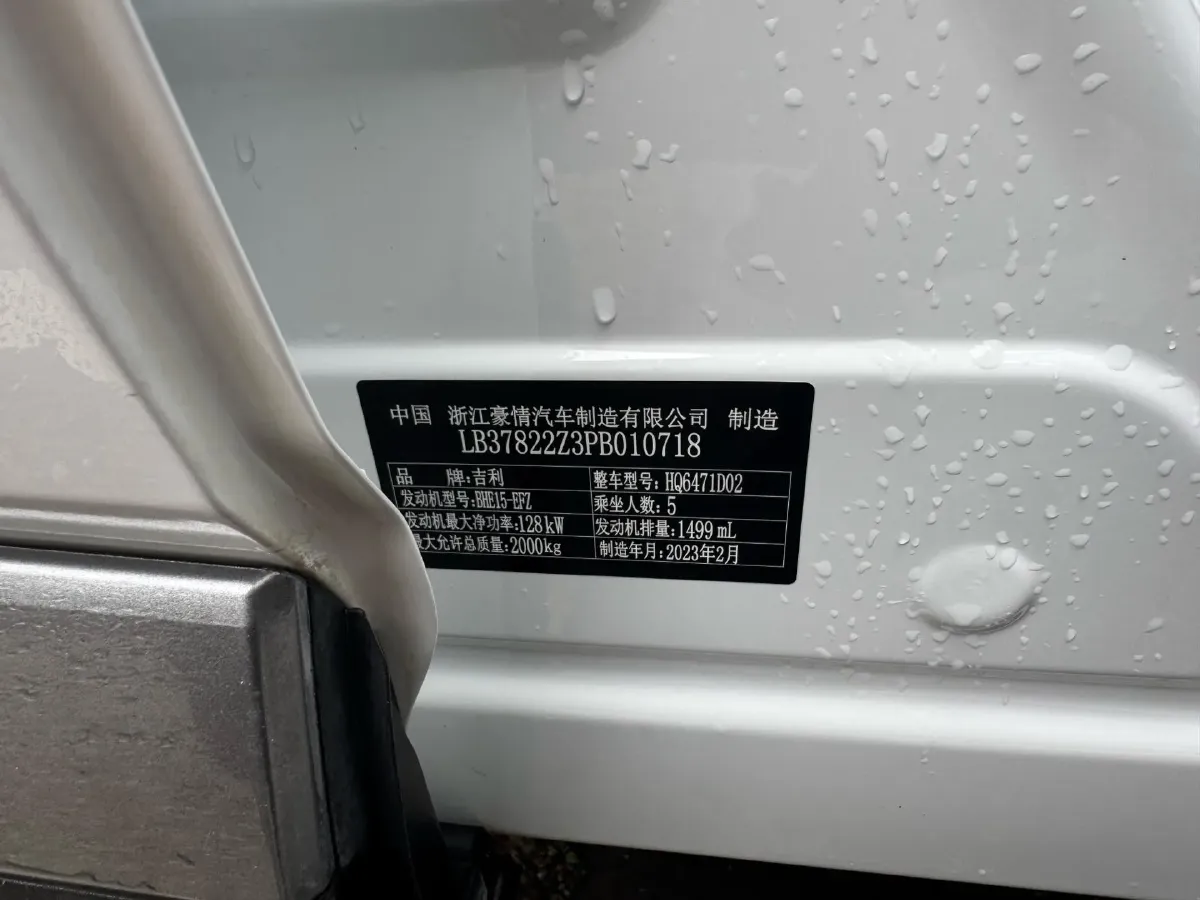 中国 浙江豪情汽车制造有限公司 制造
LB37822Z3PB010718
品 牌:吉利 整车型号:HQ6471D02
发动机型号:BHE15-EFZ 乘坐人数:5
发动机最大净功率:128kW 发动机排量:1499mL
最大允许总质量:2000kg 制造年月:2023年2月